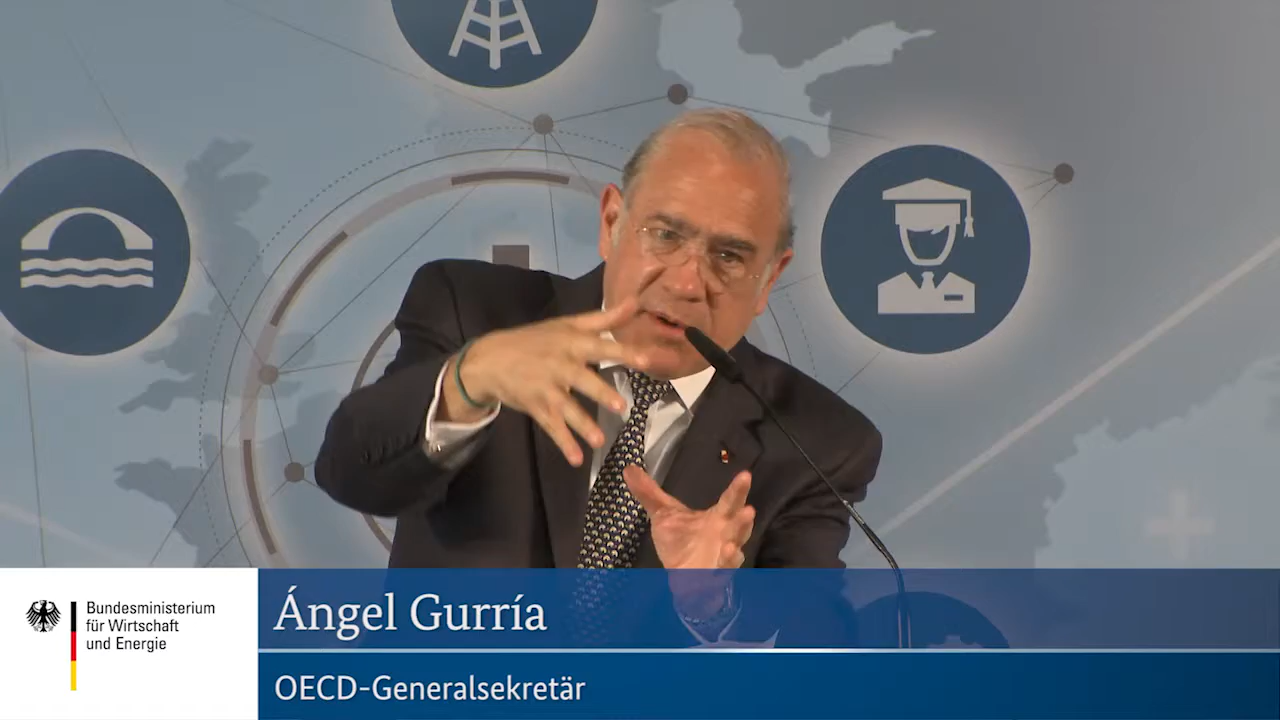 Bundesministerium
für Wirtschaft
und Energie
Ángel Gurría
OECD-Generalsekretär